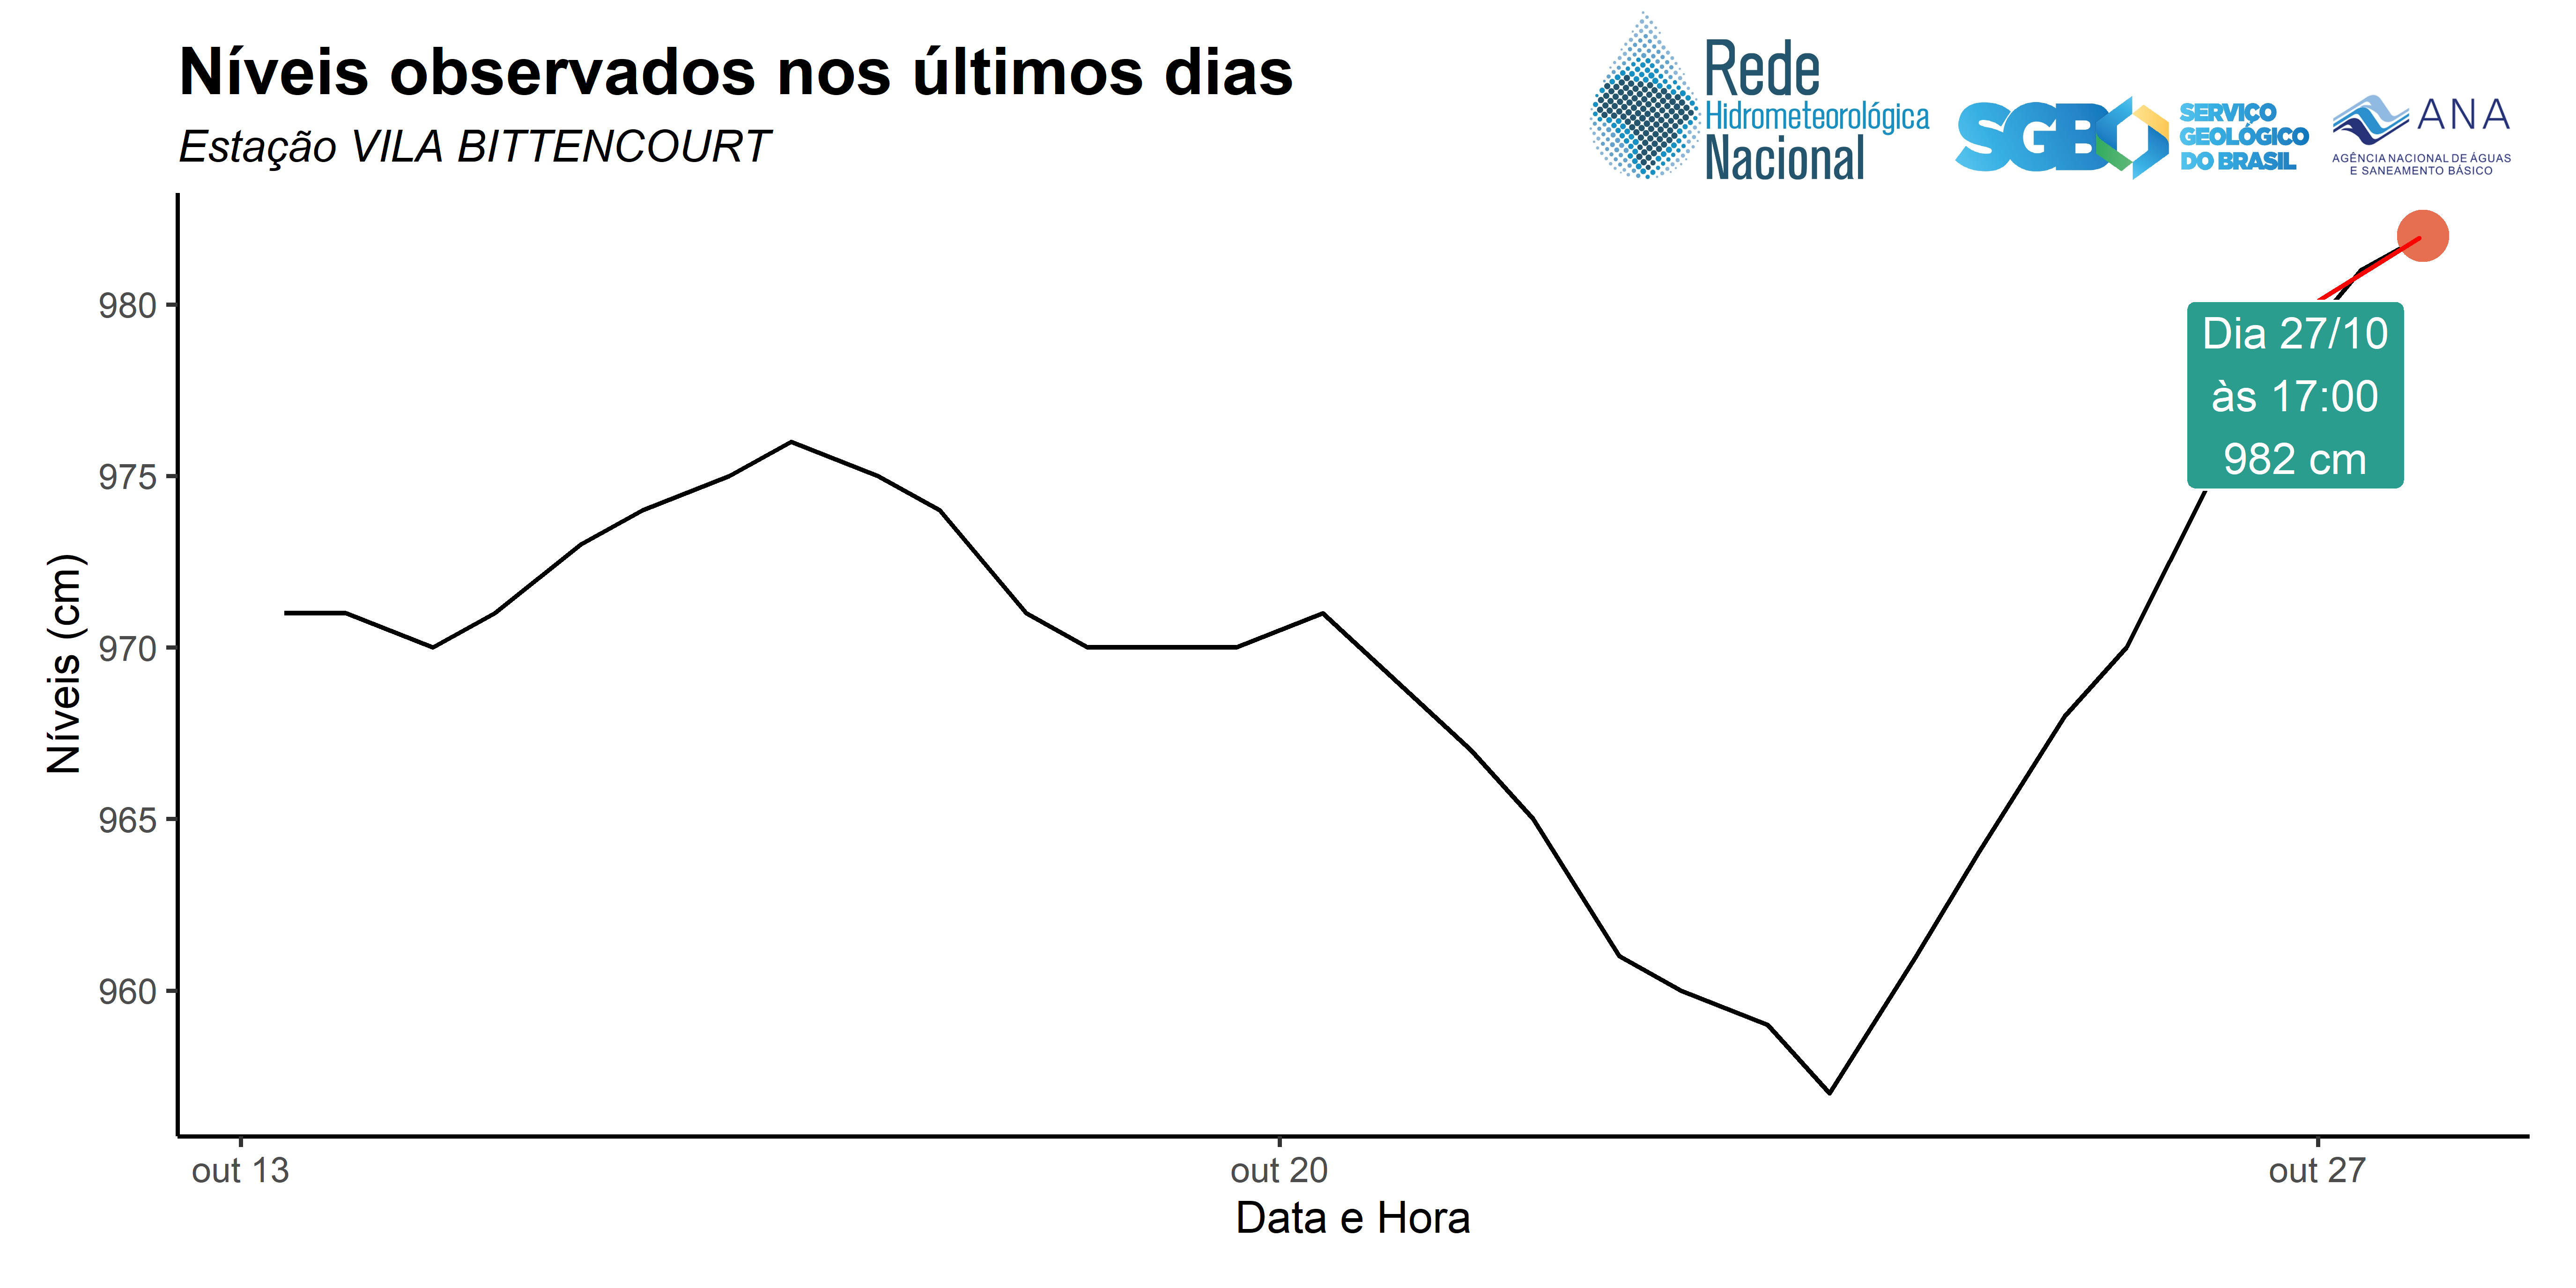 Níveis observados nos últimos dias
Estação VILA BITTENCOURT
Rede
Hidrometeorológica
Nacional
SGB
SERVIÇO
GEOLÓGICO
DO BRASIL
ANA
AGÊNCIA NACIONAL DE ÁGUAS
E SANEAMENTO BÁSICO
980
975
970
965
960
Níveis (cm)
Dia 27/10
às 17:00
982 cm
out 13
out 20
out 27
Data e Hora